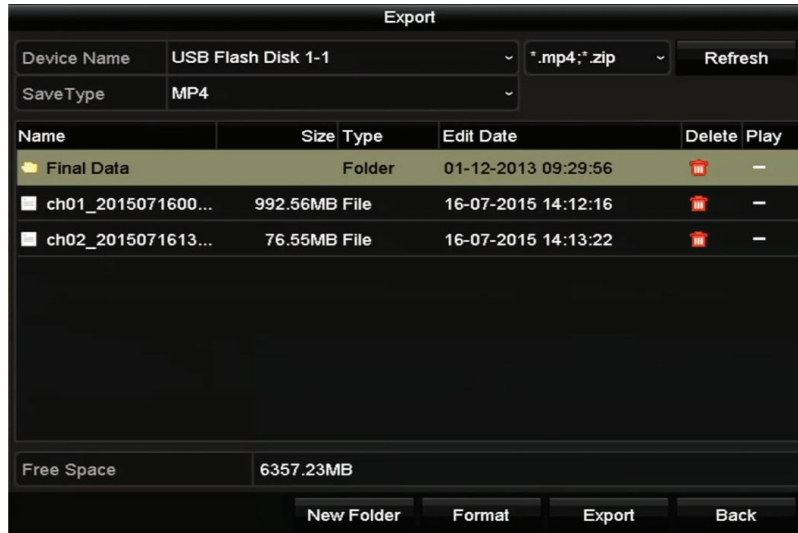 Export
Device Name USB Flash Disk 1-1 *.mp4;*.zip Refresh
SaveType MP4
Name Size Type Edit Date Delete Play
Final Data Folder 01-12-2013 09:29:56
ch01_2015071600... 992.56MB File 16-07-2015 14:12:16
ch02_2015071613... 76.55MB File 16-07-2015 14:13:22
Free Space 6357.23MB
New Folder Format Export Back